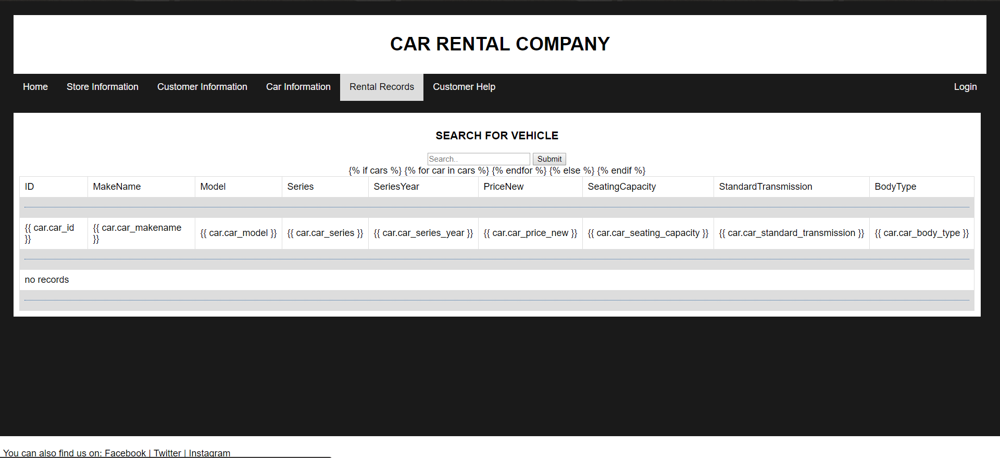 CAR RENTAL COMPANY
Home Store Information Customer Information Car Information Rental Records Customer Help Login
SEARCH FOR VEHICLE
Search.. Submit
{% if cars %} {% for car in cars %} {% endfor %} {% else %} {% endif %}
ID MakeName Model Series SeriesYear PriceNew SeatingCapacity StandardTransmission BodyType
{{ car.car_id }} {{ car.car_makename }} {{ car.car_model }} {{ car.car_series }} {{ car.car_series_year }} {{ car.car_price_new }} {{ car.car_seating_capacity }} {{ car.car_standard_transmission }} {{ car.car_body_type }}
no records
You can also find us on: Facebook | Twitter | Instagram